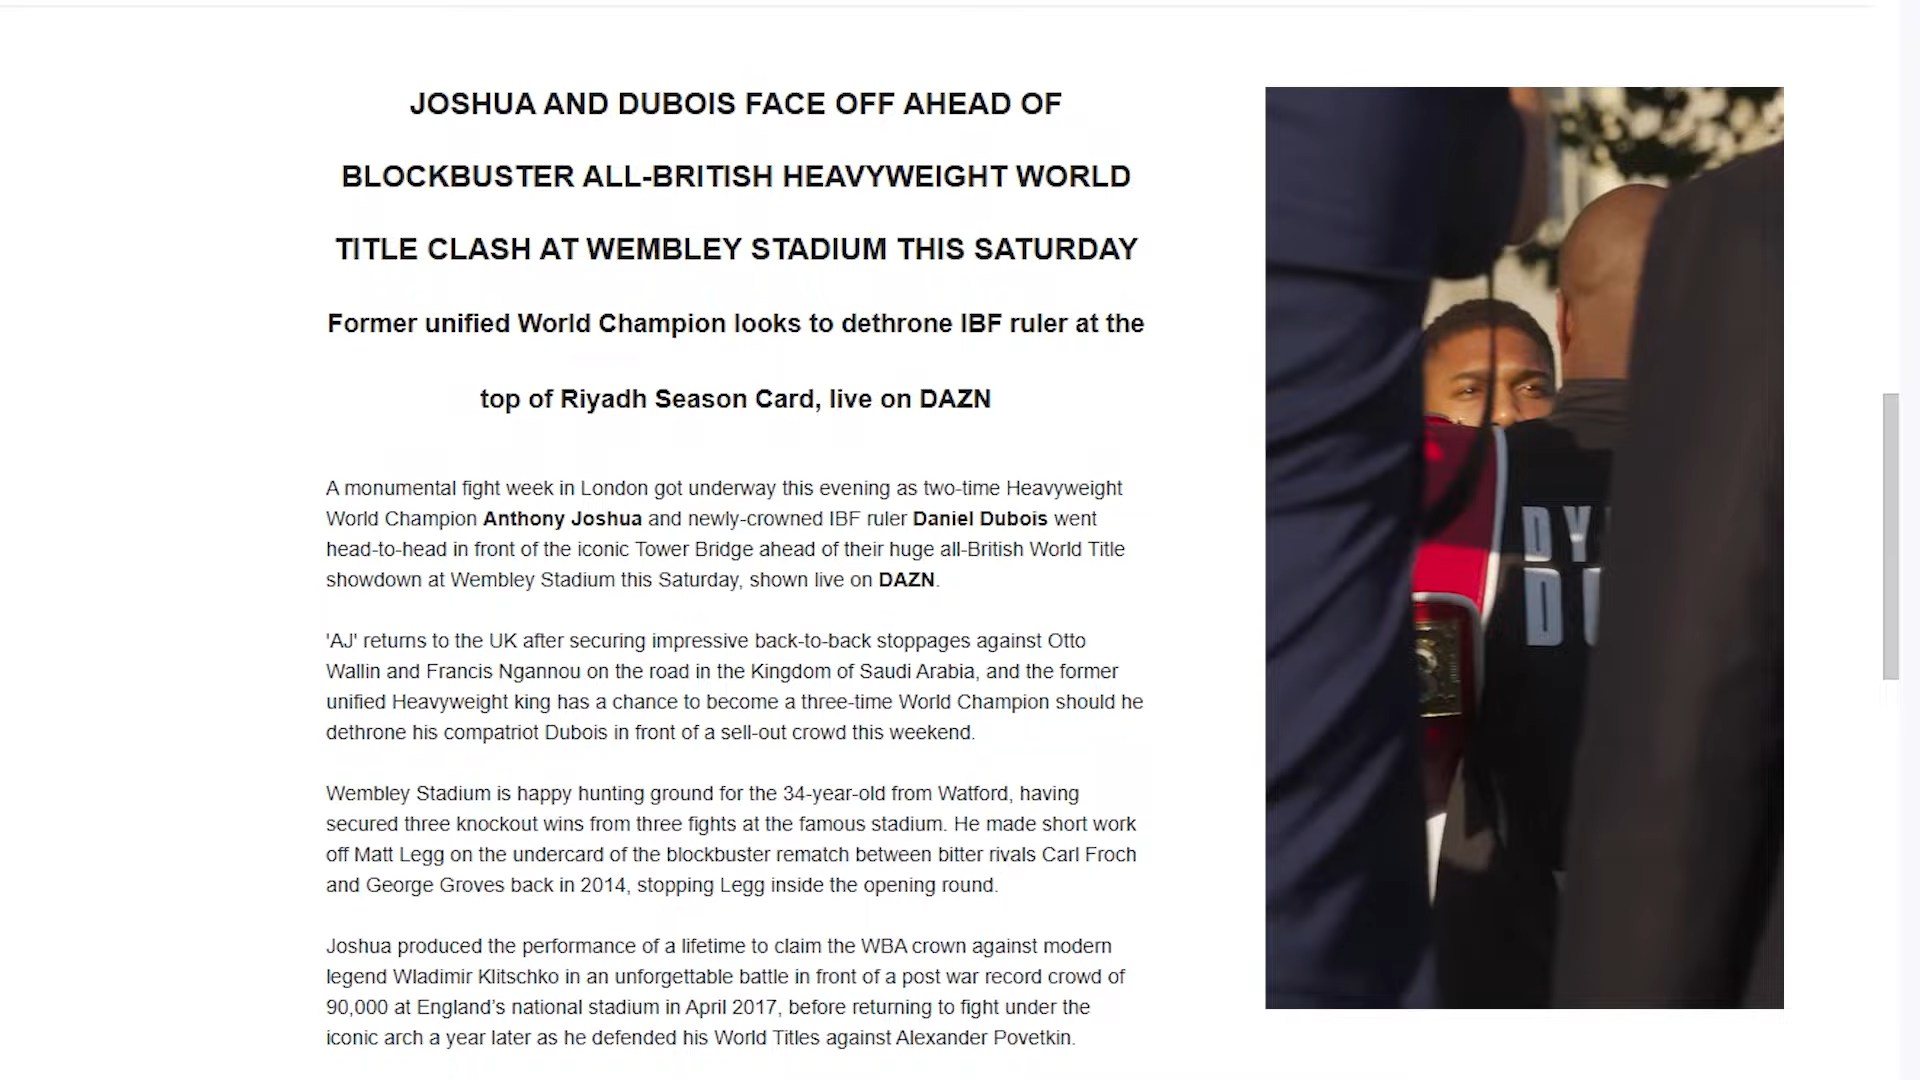 JOSHUA AND DUBOIS FACE OFF AHEAD OF
BLOCKBUSTER ALL-BRITISH HEAVYWEIGHT WORLD
TITLE CLASH AT WEMBLEY STADIUM THIS SATURDAY
Former unified World Champion looks to dethrone IBF ruler at the
top of Riyadh Season Card, live on DAZN
A monumental fight week in London got underway this evening as two-time Heavyweight
World Champion Anthony Joshua and newly-crowned IBF ruler Daniel Dubois went
head-to-head in front of the iconic Tower Bridge ahead of their huge all-British World Title
showdown at Wembley Stadium this Saturday, shown live on DAZN.
'AJ' returns to the UK after securing impressive back-to-back stoppages against Otto
Wallin and Francis Ngannou on the road in the Kingdom of Saudi Arabia, and the former
unified Heavyweight king has a chance to become a three-time World Champion should he
dethrone his compatriot Dubois in front of a sell-out crowd this weekend.
Wembley Stadium is happy hunting ground for the 34-year-old from Watford, having
secured three knockout wins from three fights at the famous stadium. He made short work
off Matt Legg on the undercard of the blockbuster rematch between bitter rivals Carl Froch
and George Groves back in 2014, stopping Legg inside the opening round.
Joshua produced the performance of a lifetime to claim the WBA crown against modern
legend Wladimir Klitschko in an unforgettable battle in front of a post war record crowd of
90,000 at England's national stadium in April 2017, before returning to fight under the
iconic arch a year later as he defended his World Titles against Alexander Povetkin.
DY
DU